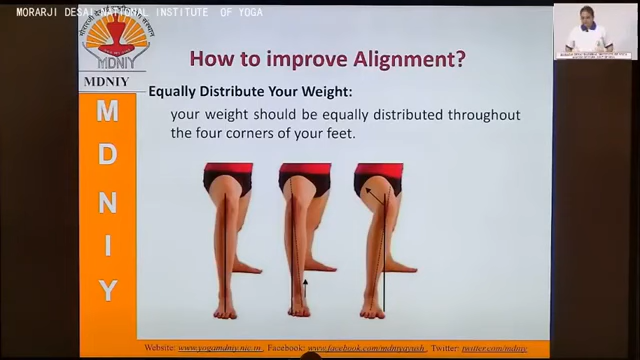 MORARJI DESAI NATIONAL INSTITUTE OF YOGA
MDNIY
MDNIY
M
D
N
I
Y
How to improve Alignment?
Equally Distribute Your Weight:
your weight should be equally distributed throughout
the four corners of your feet.
Website: www.yogamdniy.nic.in, Facebook: www.facebook.com/mdniyayush, Twitter: twitter.com/mdniy